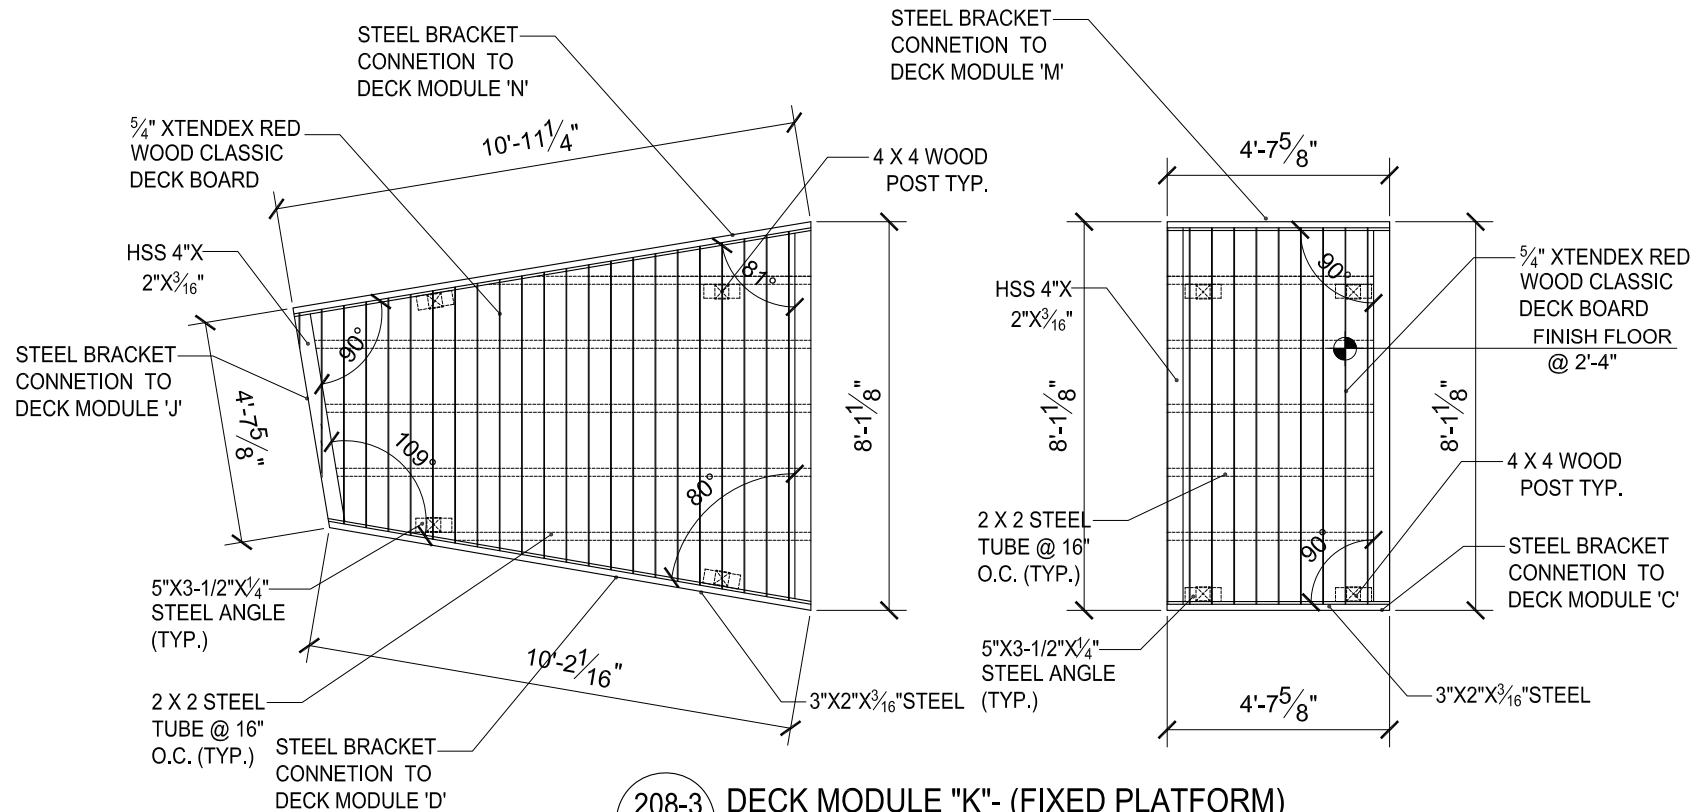 STEEL BRACKET
CONNETION TO
DECK MODULE 'N'
5/4" XTENDEX RED
WOOD CLASSIC
DECK BOARD
10'-11 1/4"
4 X 4 WOOD
POST TYP.
HSS 4"X
2"X3/16"
STEEL BRACKET
CONNETION TO
DECK MODULE 'J'
4'-7 5/8"
90°
81°
109°
80°
8'-1 1/8"
5"X3-1/2"X1/4"
STEEL ANGLE
(TYP.)
10'-2 1/16"
2 X 2 STEEL
TUBE @ 16"
O.C. (TYP.)
STEEL BRACKET
CONNETION TO
DECK MODULE 'D'
3"X2"X3/16"STEEL
STEEL BRACKET
CONNETION TO
DECK MODULE 'M'
4'-7 5/8"
90°
5/4" XTENDEX RED
WOOD CLASSIC
DECK BOARD
HSS 4"X
2"X3/16"
FINISH FLOOR
@ 2'-4"
8'-1 1/8"
8'-1 1/8"
4 X 4 WOOD
POST TYP.
2 X 2 STEEL
TUBE @ 16"
O.C. (TYP.)
90°
STEEL BRACKET
CONNETION TO
DECK MODULE 'C'
5"X3-1/2"X1/4"
STEEL ANGLE
(TYP.)
4'-7 5/8"
3"X2"X3/16"STEEL
208-3 DECK MODULE "K"- (FIXED PLATFORM)